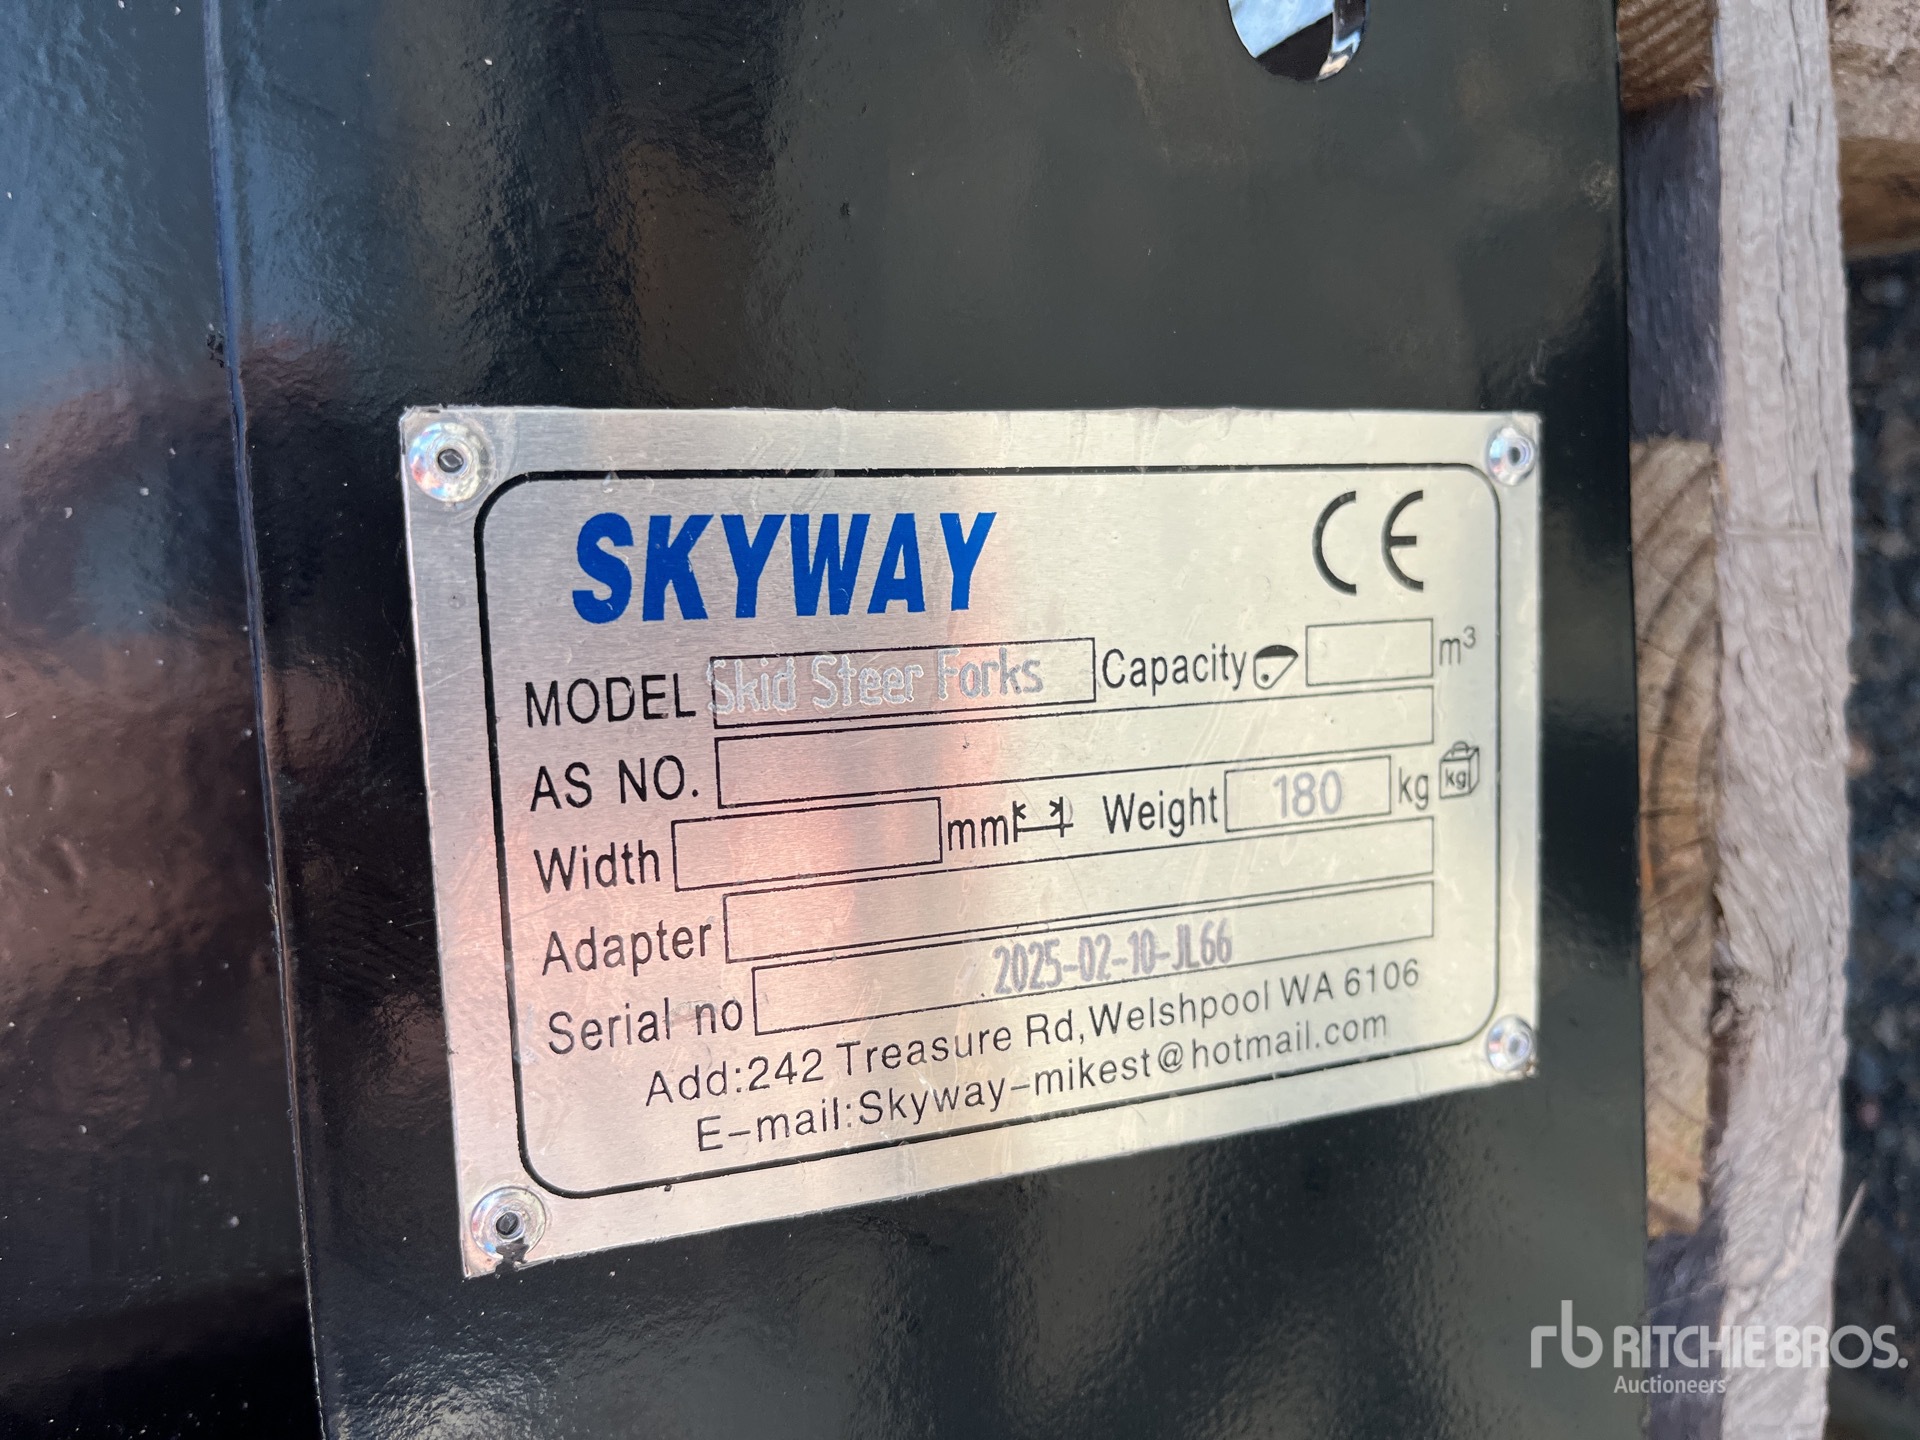 SKYWAY CE
MODEL Skid Steer Forks Capacity m³
AS NO.
Width mm Weight 180 kg kg
Adapter
Serial no 2025-02-10-JL66
Add:242 Treasure Rd,Welshpool WA 6106
E-mail:Skyway-mikest@hotmail.com
rb RITCHIE BROS.
Auctioneers